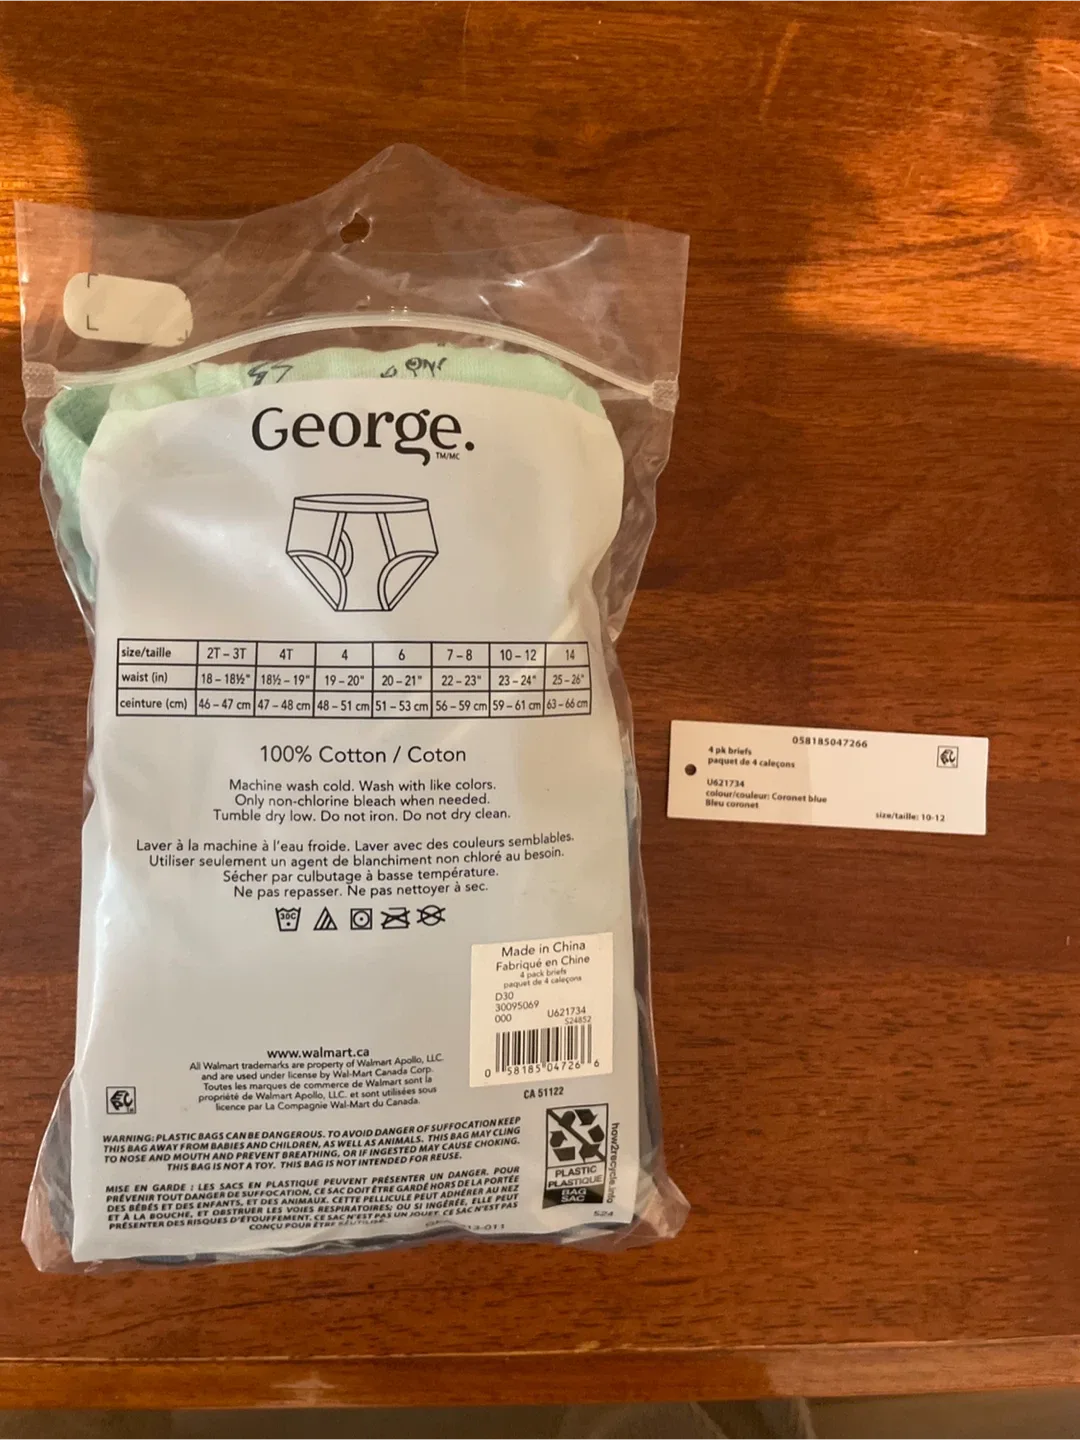 George.
TM/MC
size/taille 2T – 3T 4T 4 6 7 – 8 10 – 12 14
waist (in) 18 – 18½" 18½ – 19" 19 – 20" 20 – 21" 22 – 23" 23 – 24" 25 – 26"
ceinture (cm) 46 – 47 cm 47 – 48 cm 48 – 51 cm 51 – 53 cm 56 – 59 cm 59 – 61 cm 63 – 66 cm
100% Cotton / Coton
Machine wash cold. Wash with like colors.
Only non-chlorine bleach when needed.
Tumble dry low. Do not iron. Do not dry clean.
Laver à la machine à l'eau froide. Laver avec des couleurs semblables.
Utiliser seulement un agent de blanchiment non chloré au besoin.
Sécher par culbutage à basse température.
Ne pas repasser. Ne pas nettoyer à sec.
30C
Made in China
Fabriqué en Chine
4 pack briefs
paquet de 4 caleçons
D30
30095069
000 U621734
S24852
0 58185 04726 6
CA 51122
www.walmart.ca
All Walmart trademarks are property of Walmart Apollo, LLC
and are used under license by Wal-Mart Canada Corp.
Toutes les marques de commerce de Walmart sont la
propriété de Walmart Apollo, LLC. et sont utilisées sous
licence par La Compagnie Wal-Mart du Canada.
WARNING: PLASTIC BAGS CAN BE DANGEROUS. TO AVOID DANGER OF SUFFOCATION KEEP
THIS BAG AWAY FROM BABIES AND CHILDREN, AS WELL AS ANIMALS. THIS BAG MAY CLING
TO NOSE AND MOUTH AND PREVENT BREATHING, OR IF INGESTED MAY CAUSE CHOKING.
THIS BAG IS NOT A TOY. THIS BAG IS NOT INTENDED FOR REUSE.
MISE EN GARDE : LES SACS EN PLASTIQUE PEUVENT PRÉSENTER UN DANGER. POUR
PRÉVENIR TOUT DANGER DE SUFFOCATION, CE SAC DOIT ÊTRE GARDÉ HORS DE LA PORTÉE
DES BÉBÉS ET DES ENFANTS, ET DES ANIMAUX. CETTE PELLICULE PEUT ADHÉRER AU NEZ
ET À LA BOUCHE, ET OBSTRUER LES VOIES RESPIRATOIRES; OU SI INGÉRÉE, ELLE PEUT
PRÉSENTER DES RISQUES D'ÉTOUFFEMENT. CE SAC N'EST PAS UN JOUET. CE SAC N'EST PAS
CONÇU POUR ÊTRE RÉUTILISÉ.
how2recycle.info
PLASTIC
PLASTIQUE
BAG
SAC
S24
058185047266
4 pk briefs
paquet de 4 caleçons
U621734
colour/couleur: Coronet blue
Bleu coronet
size/taille: 10-12